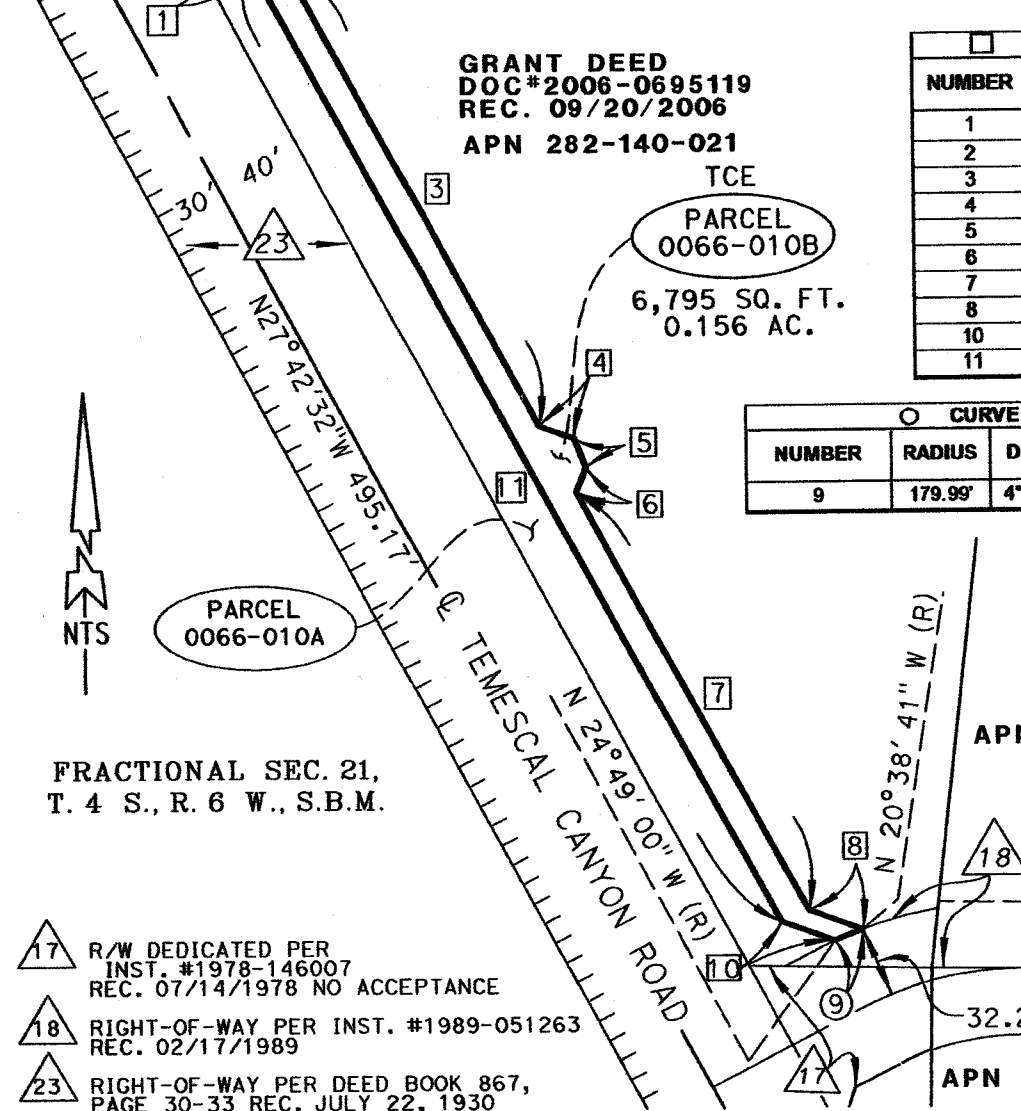 1
GRANT DEED
DOC#2006-0695119
REC. 09/20/2006
APN 282-140-021
NUMBER
1
2
3
4
5
6
7
8
10
11
3
40'
30'
23
TCE
PARCEL
0066-010B
6,795 SQ. FT.
0.156 AC.
N27°42'32"W 495.17'
4
5
6
11
CURVE
NUMBER RADIUS D
9 179.99' 4°
NTS
PARCEL
0066-010A
℄ TEMESCAL CANYON ROAD
7
N 24°49'00" W (R)
N 20°38'41" W (R)
APN
FRACTIONAL SEC. 21,
T. 4 S., R. 6 W., S.B.M.
8
18
10
9
32.2
17
APN
17 R/W DEDICATED PER
INST. #1978-146007
REC. 07/14/1978 NO ACCEPTANCE
18 RIGHT-OF-WAY PER INST. #1989-051263
REC. 02/17/1989
23 RIGHT-OF-WAY PER DEED BOOK 867,
PAGE 30-33 REC. JULY 22, 1930